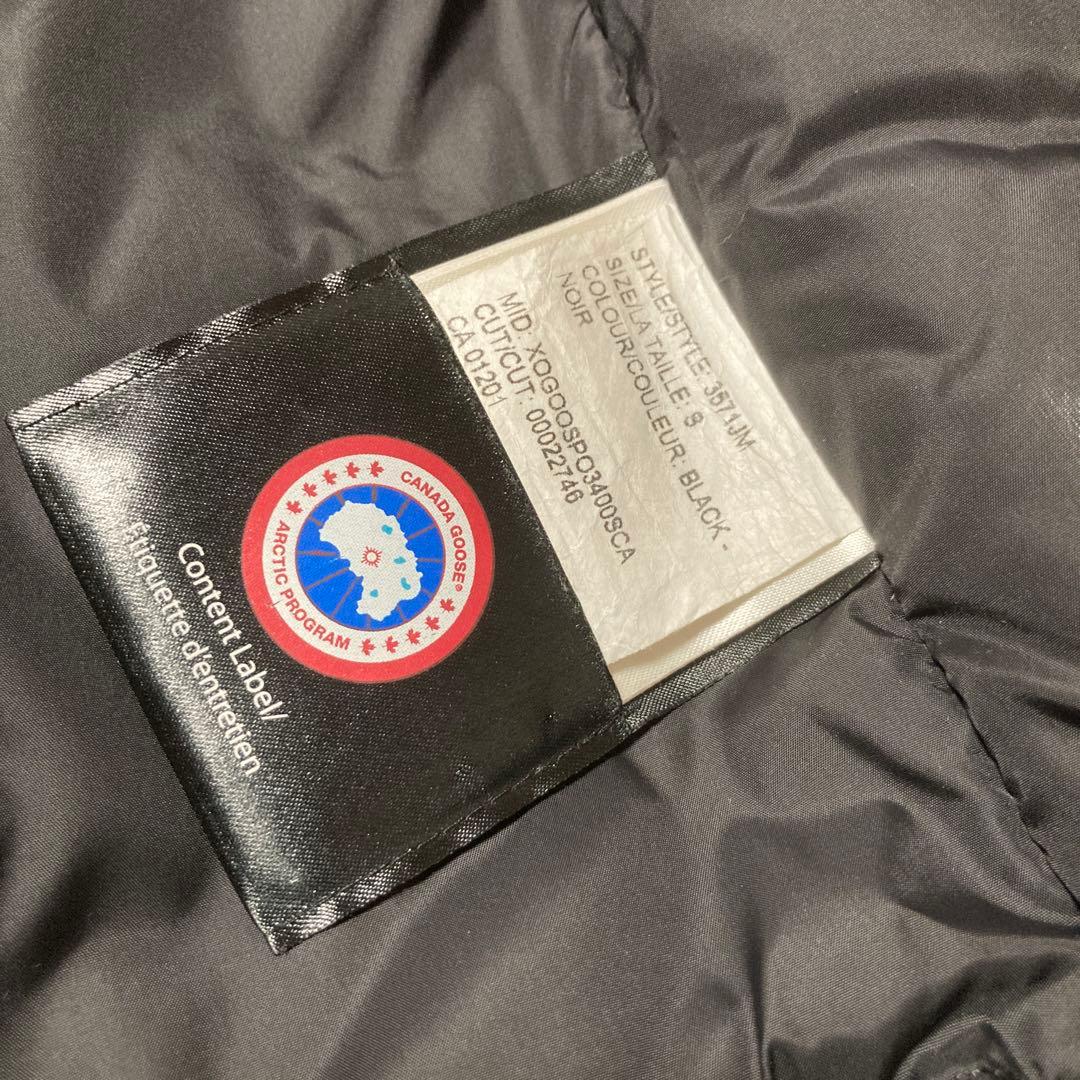 STYLE/STYLE: 3571JM
SIZE/LA TAILLE: S
COLOUR/COULEUR: BLACK -
NOIR
MID: XOGOOSPO3400SCA
CUT/CUT: 00022746
CA 01201
CANADA GOOSE®
ARCTIC PROGRAM
Content Label/
Etiquette d'entretien